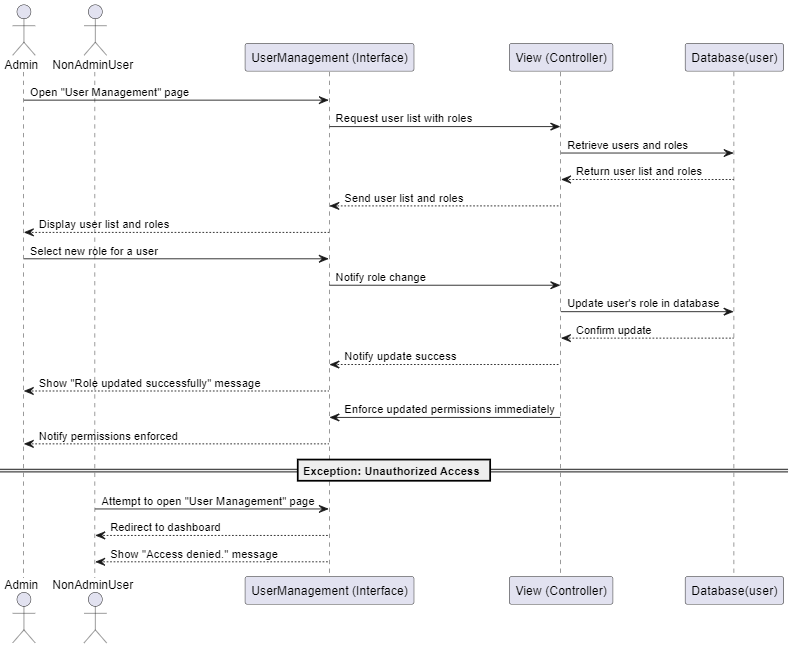 Admin
NonAdminUser
UserManagement (Interface)
View (Controller)
Database(user)
Open "User Management" page
Request user list with roles
Retrieve users and roles
Return user list and roles
Send user list and roles
Display user list and roles
Select new role for a user
Notify role change
Update user's role in database
Confirm update
Notify update success
Show "Role updated successfully" message
Enforce updated permissions immediately
Notify permissions enforced
Exception: Unauthorized Access
Attempt to open "User Management" page
Redirect to dashboard
Show "Access denied." message
Admin
NonAdminUser
UserManagement (Interface)
View (Controller)
Database(user)